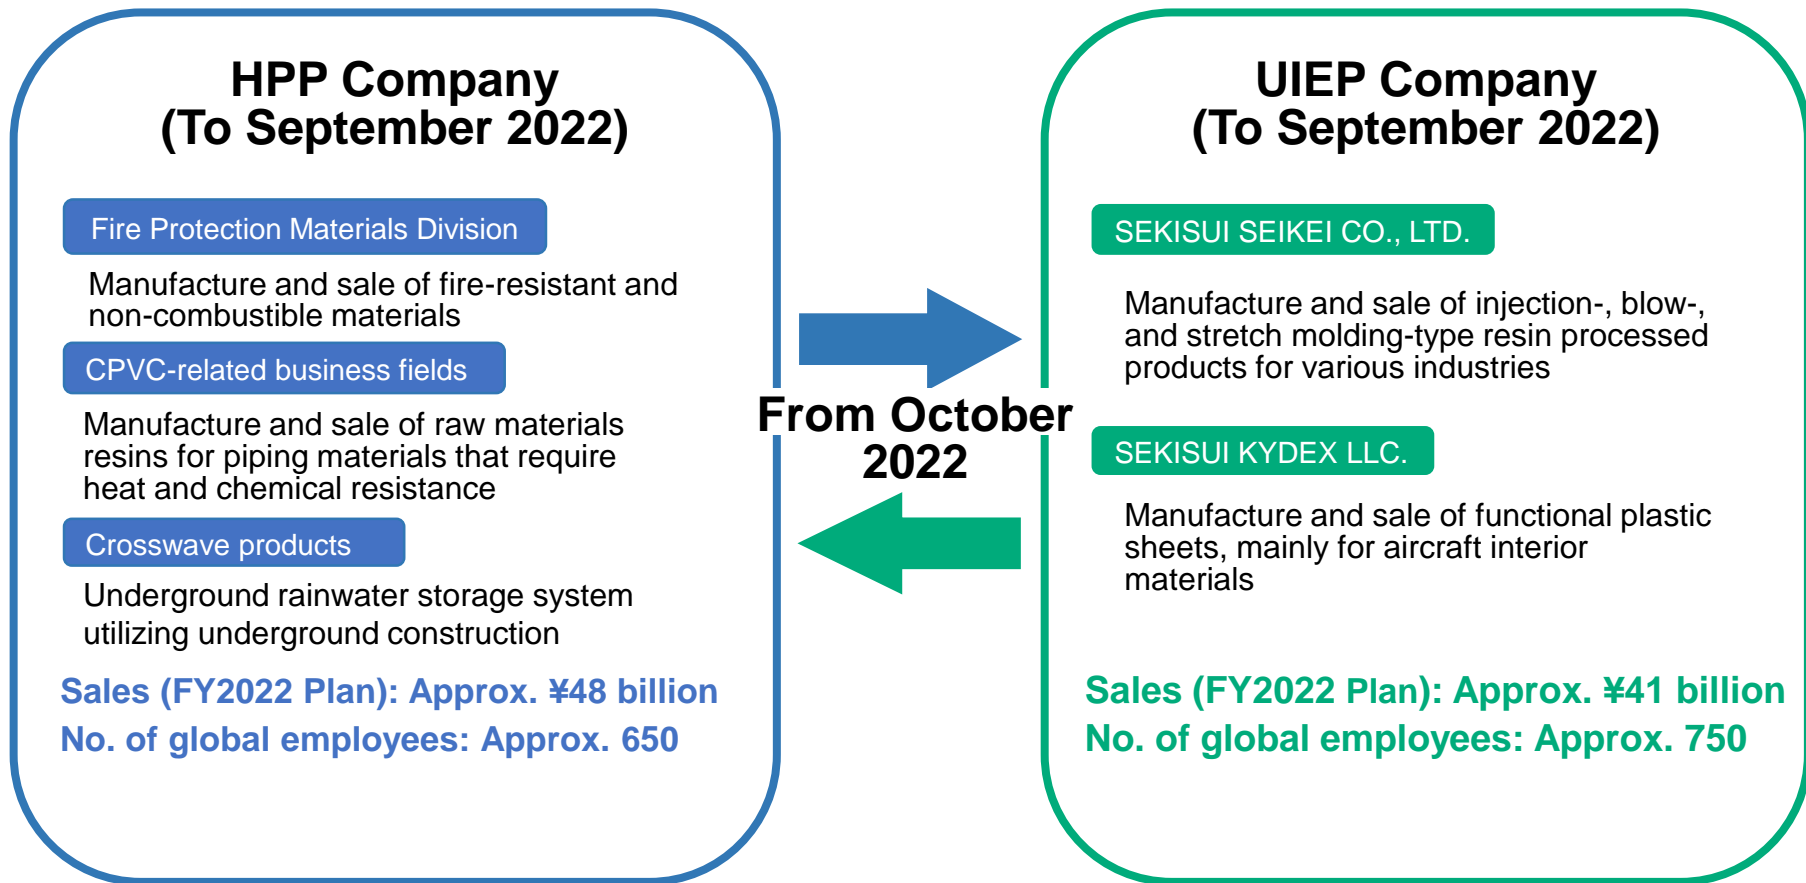 HPP Company
(To September 2022)
Fire Protection Materials Division
Manufacture and sale of fire-resistant and
non-combustible materials
CPVC-related business fields
Manufacture and sale of raw materials
resins for piping materials that require
heat and chemical resistance
Crosswave products
Underground rainwater storage system
utilizing underground construction
Sales (FY2022 Plan): Approx. ¥48 billion
No. of global employees: Approx. 650
From October
2022
UIEP Company
(To September 2022)
SEKISUI SEIKEI CO., LTD.
Manufacture and sale of injection-, blow-,
and stretch molding-type resin processed
products for various industries
SEKISUI KYDEX LLC.
Manufacture and sale of functional plastic
sheets, mainly for aircraft interior
materials
Sales (FY2022 Plan): Approx. ¥41 billion
No. of global employees: Approx. 750